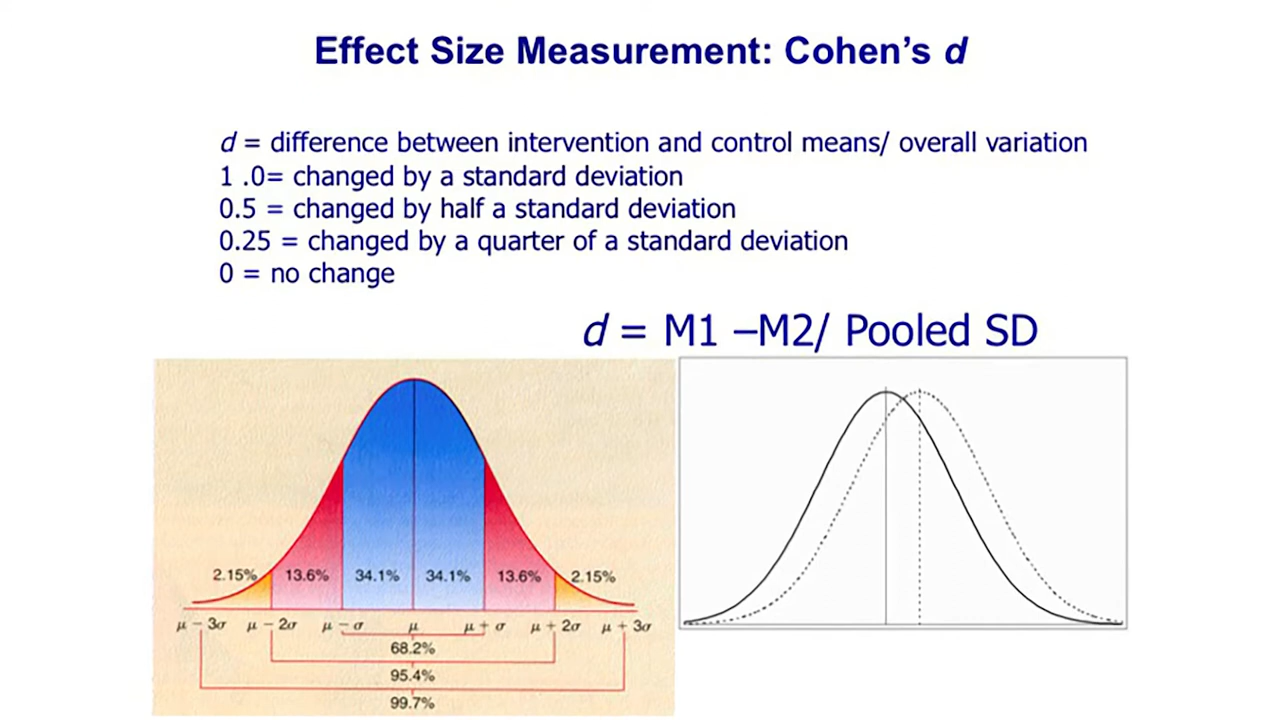 Effect Size Measurement: Cohen’s d
d = difference between intervention and control means/ overall variation
1 .0= changed by a standard deviation
0.5 = changed by half a standard deviation
0.25 = changed by a quarter of a standard deviation
0 = no change
d = M1 –M2/ Pooled SD
2.15% 13.6% 34.1% 34.1% 13.6% 2.15%
μ − 3σ μ − 2σ μ − σ μ μ + σ μ + 2σ μ + 3σ
68.2%
95.4%
99.7%